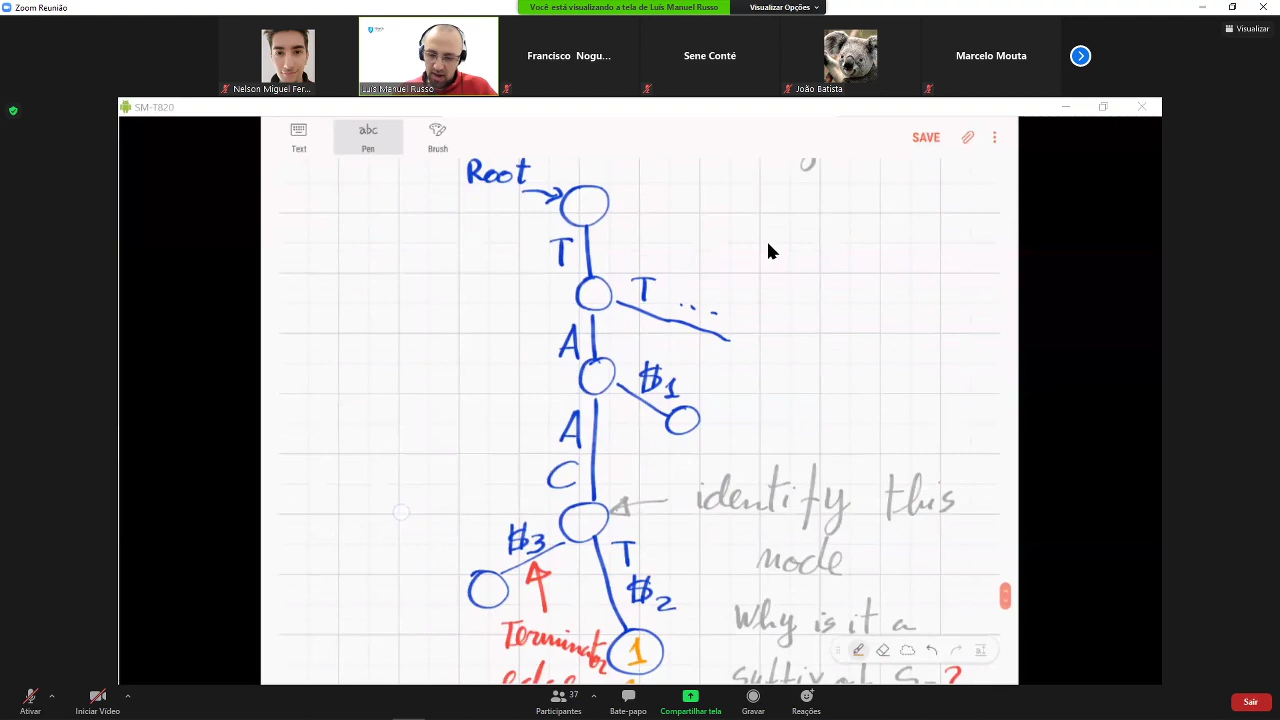 Zoom Reunião
Você está visualizando a tela de Luís Manuel Russo
Visualizar Opções
Visualizar
Nelson Miguel Fer...
Luís Manuel Russo
Francisco Nogu...
Sene Conté
João Batista
Marcelo Mouta
SM-T820
Text
abc
Pen
Brush
SAVE
Root
T
T ...
A
$1
A
C
identify this
node
$3
T
$2
Why is it a
Terminator
1
edge
suffix of S
?
Ativar
Iniciar Vídeo
37
Participantes
Bate-papo
Compartilhar tela
Gravar
Reações
Sair